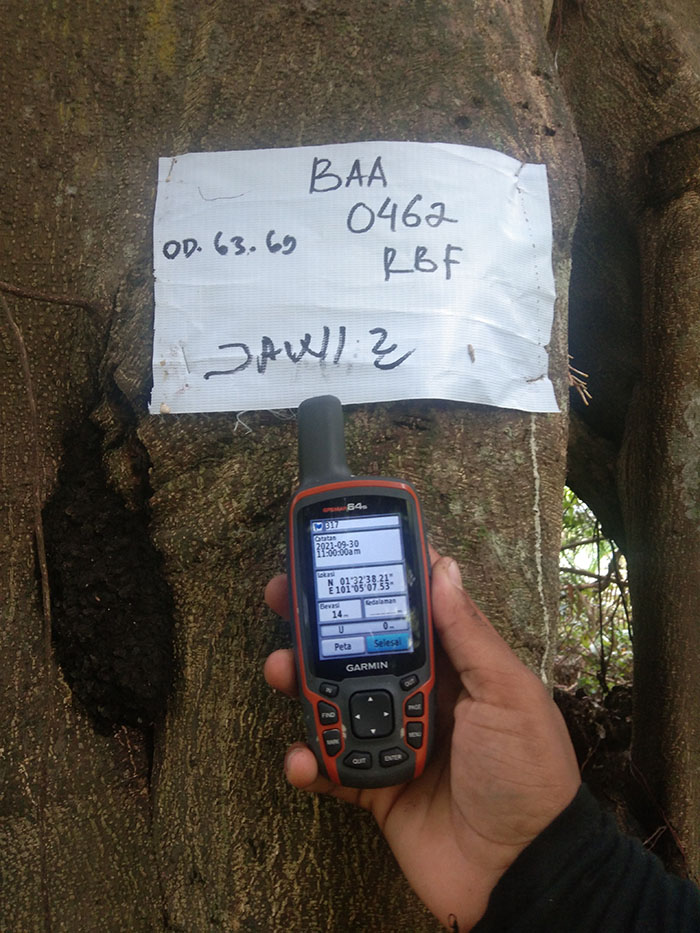 BAA
0462
OD. 63.69
RBF
JAWI 2
GPSMAP 64s
317
Catatan
2021-09-30
11:00:00am
Lokasi
N 01°32'38.21"
E 101°05'07.53"
Elevasi
Kedalaman
14 m
U
0 m
Peta
Selesai
GARMIN
IN
OUT
FIND
PAGE
MARK
MENU
QUIT
ENTER